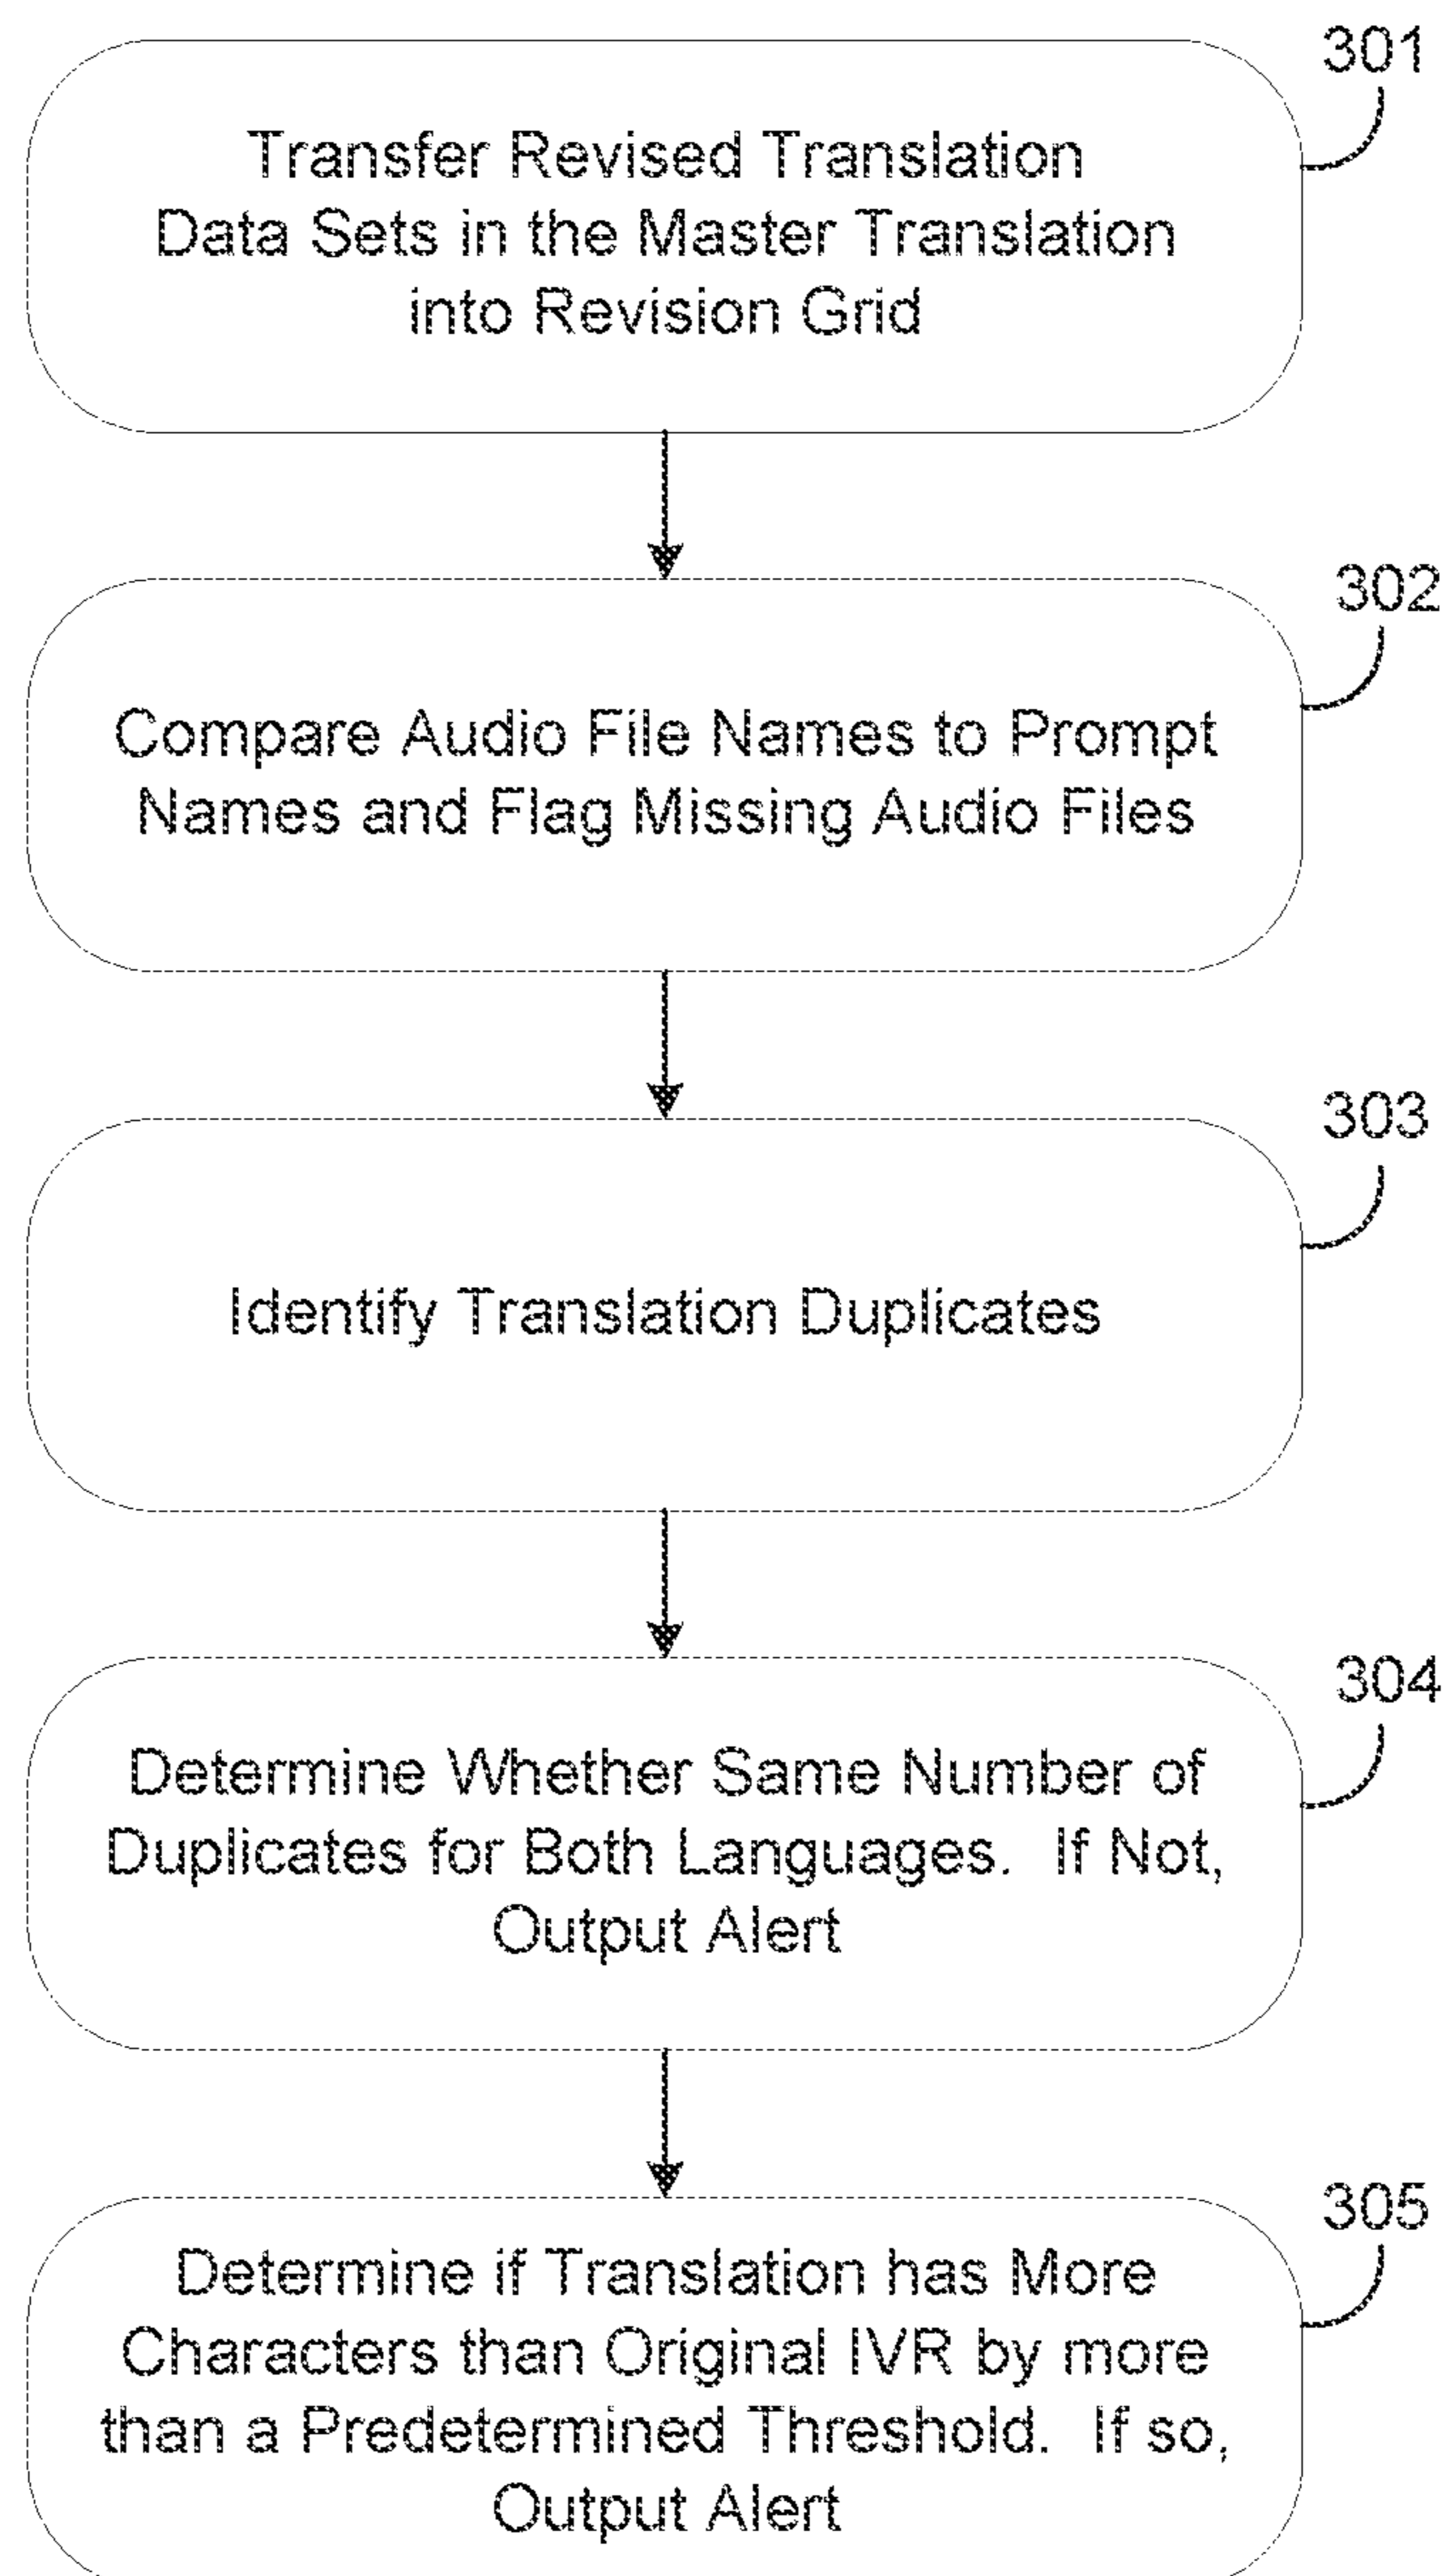 301
Transfer Revised Translation
Data Sets in the Master Translation
into Revision Grid
302
Compare Audio File Names to Prompt
Names and Flag Missing Audio Files
303
Identify Translation Duplicates
304
Determine Whether Same Number of
Duplicates for Both Languages.  If Not,
Output Alert
305
Determine if Translation has More
Characters than Original IVR by more
than a Predetermined Threshold.  If so,
Output Alert